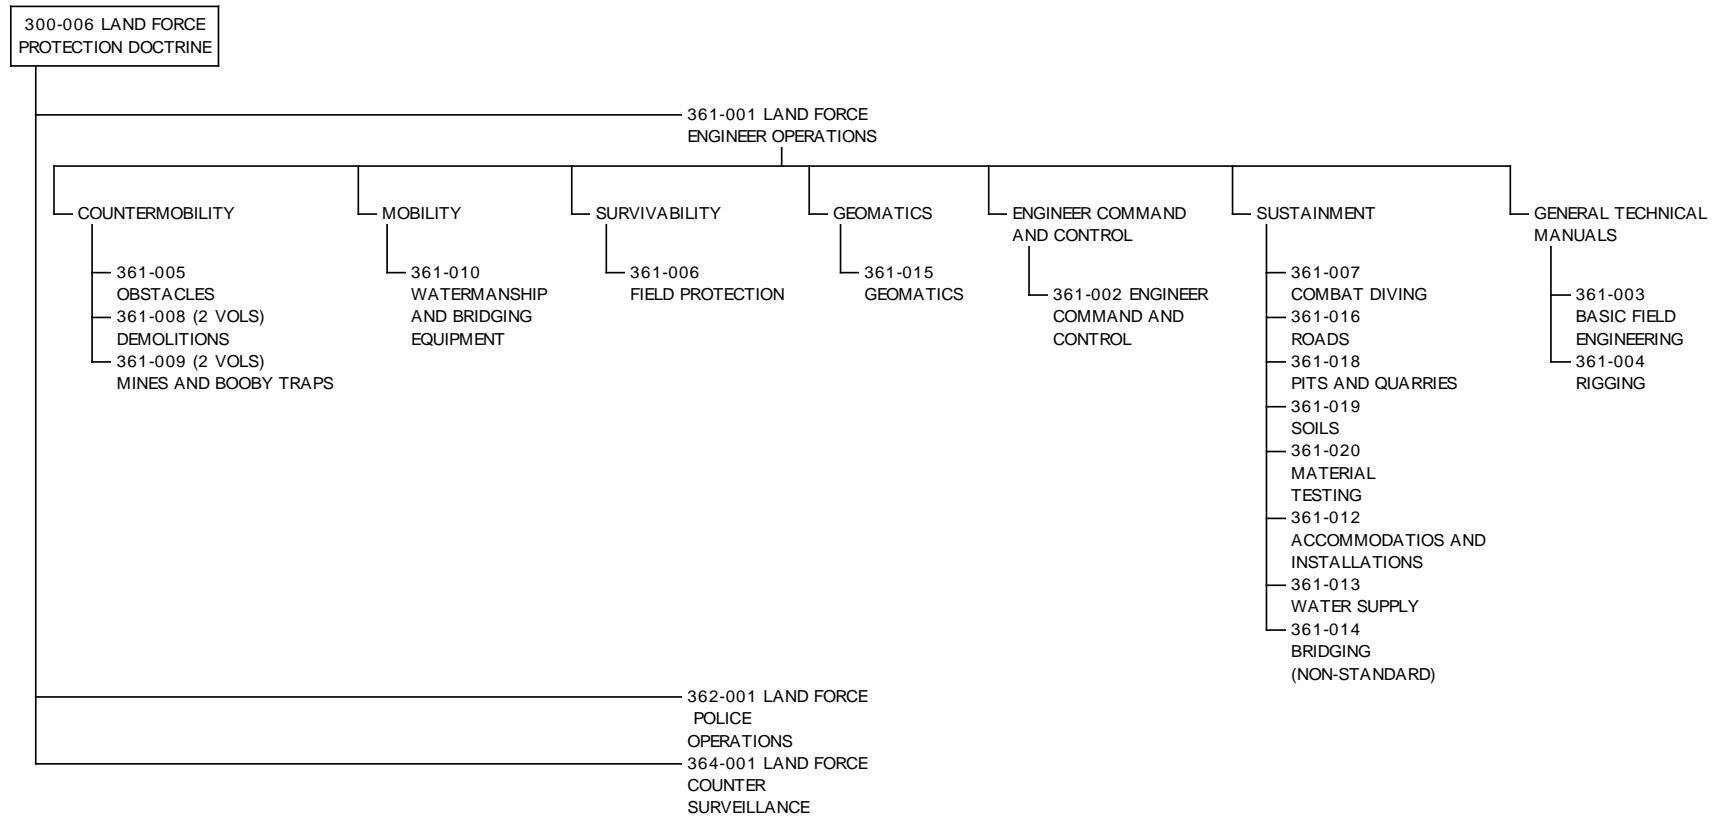 300-006 LAND FORCE
PROTECTION DOCTRINE
361-001 LAND FORCE
ENGINEER OPERATIONS
COUNTERMOBILITY
361-005
OBSTACLES
361-008 (2 VOLS)
DEMOLITIONS
361-009 (2 VOLS)
MINES AND BOOBY TRAPS
MOBILITY
361-010
WATERMANSHIP
AND BRIDGING
EQUIPMENT
SURVIVABILITY
361-006
FIELD PROTECTION
GEOMATICS
361-015
GEOMATICS
ENGINEER COMMAND
AND CONTROL
361-002 ENGINEER
COMMAND AND
CONTROL
SUSTAINMENT
361-007
COMBAT DIVING
361-016
ROADS
361-018
PITS AND QUARRIES
361-019
SOILS
361-020
MATERIAL
TESTING
361-012
ACCOMMODATIOS AND
INSTALLATIONS
361-013
WATER SUPPLY
361-014
BRIDGING
(NON-STANDARD)
GENERAL TECHNICAL
MANUALS
361-003
BASIC FIELD
ENGINEERING
361-004
RIGGING
362-001 LAND FORCE
POLICE
OPERATIONS
364-001 LAND FORCE
COUNTER
SURVEILLANCE